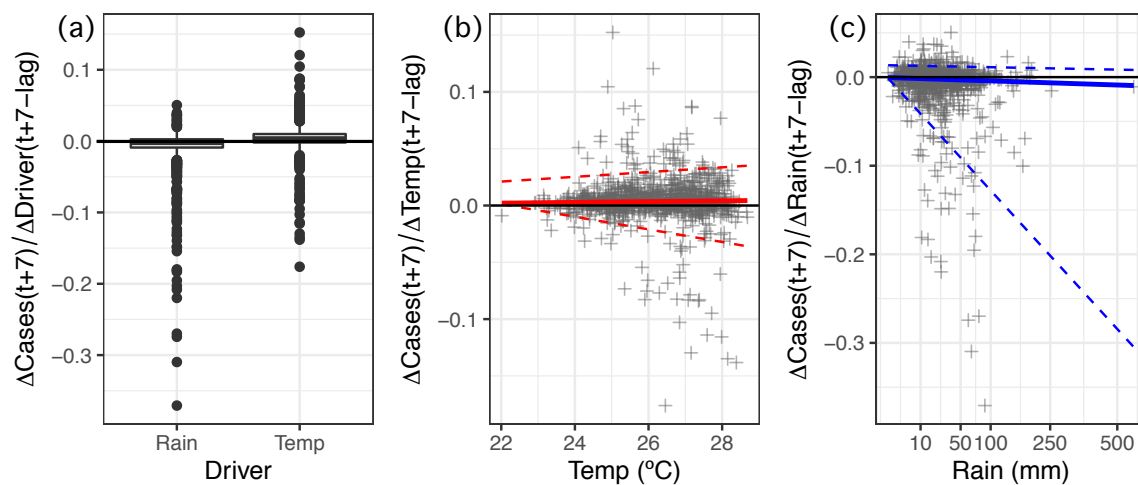 (a)
ΔCases(t+7)/ΔDriver(t+7−lag)
0.1
0.0
−0.1
−0.2
−0.3
Rain
Temp
Driver
(b)
ΔCases(t+7)/ΔTemp(t+7−lag)
0.1
0.0
−0.1
22
24
26
28
Temp (ºC)
(c)
ΔCases(t+7)/ΔRain(t+7−lag)
0.0
−0.1
−0.2
−0.3
10
50
100
250
500
Rain (mm)